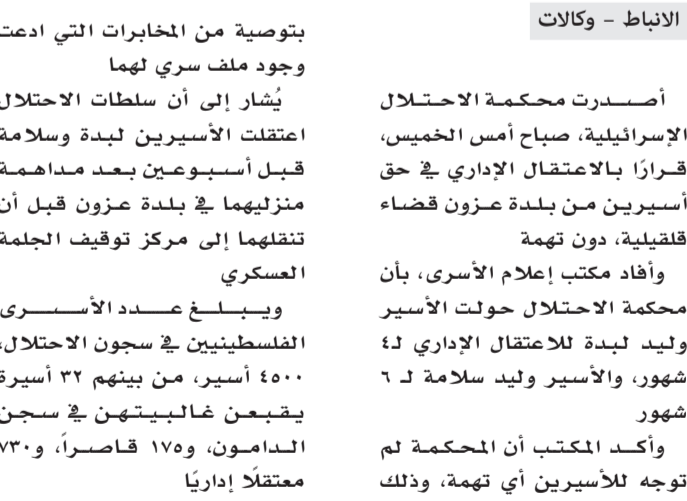 الانباط – وكالات
أصدرت محكمة الاحتلال
الإسرائيلية، صباح أمس الخميس،
قرارًا بالاعتقال الإداري في حق
أسيرين من بلدة عزون قضاء
قلقيلية، دون تهمة
وأفاد مكتب إعلام الأسرى، بأن
محكمة الاحتلال حولت الأسير
وليد لبدة للاعتقال الإداري لـ٤
شهور، والأسير وليد سلامة لـ ٦
شهور
وأكد المكتب أن المحكمة لم
توجه للأسيرين أي تهمة، وذلك
بتوصية من المخابرات التي ادعت
وجود ملف سري لهما
يُشار إلى أن سلطات الاحتلال
اعتقلت الأسيرين لبدة وسلامة
قبل أسبوعين بعد مداهمة
منزليهما في بلدة عزون قبل أن
تنقلهما إلى مركز توقيف الجلمة
العسكري
ويبلغ عدد الأسرى
الفلسطينيين في سجون الاحتلال،
٤٥٠٠ أسير، من بينهم ٣٢ أسيرة
يقبعن غالبيتهن في سجن
الدامون، و١٧٥ قاصراً، و٧٣٠
معتقلًا إداريًا